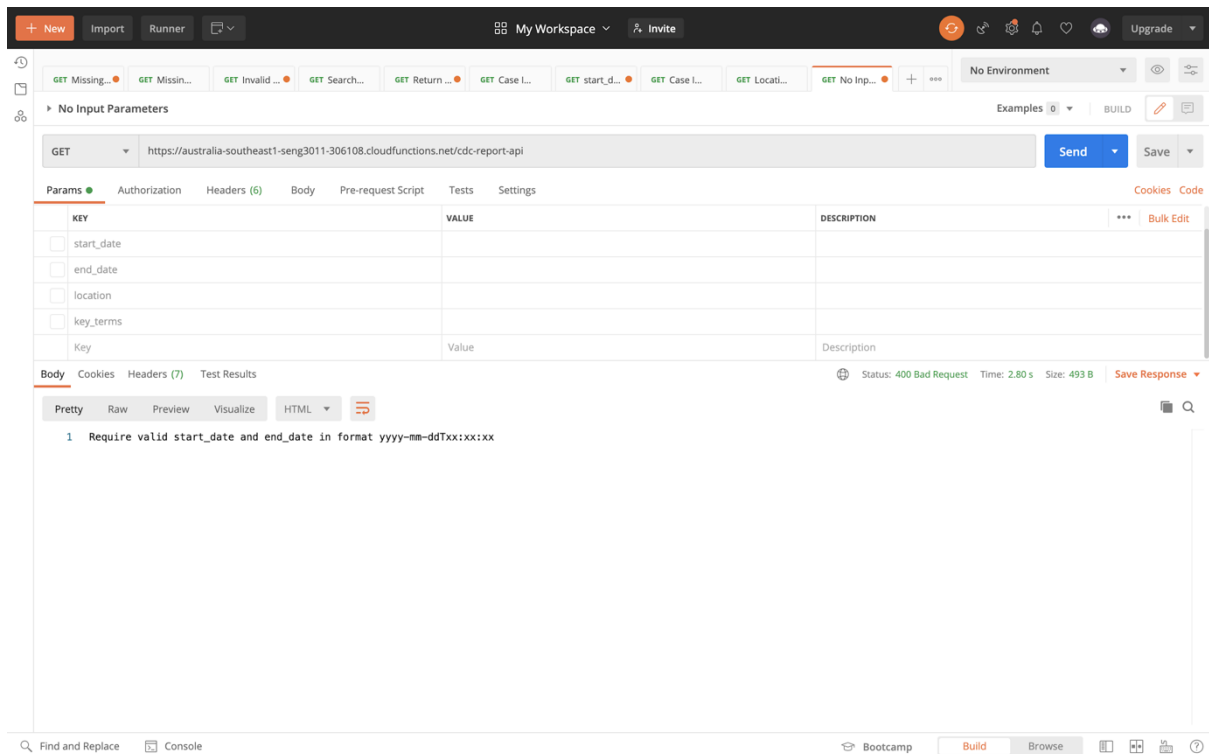 + New Import Runner My Workspace Invite Upgrade
GET Missing... GET Missin... GET Invalid ... GET Search... GET Return ... GET Case I... GET start_d... GET Case I... GET Locati... GET No Inp... + ooo No Environment
No Input Parameters Examples 0 BUILD
GET https://australia-southeast1-seng3011-306108.cloudfunctions.net/cdc-report-api Send Save
Params Authorization Headers (6) Body Pre-request Script Tests Settings Cookies Code
KEY VALUE DESCRIPTION ••• Bulk Edit
start_date
end_date
location
key_terms
Key Value Description
Body Cookies Headers (7) Test Results Status: 400 Bad Request Time: 2.80 s Size: 493 B Save Response
Pretty Raw Preview Visualize HTML
1 Require valid start_date and end_date in format yyyy-mm-ddTxx:xx:xx
Find and Replace Console Bootcamp Build Browse